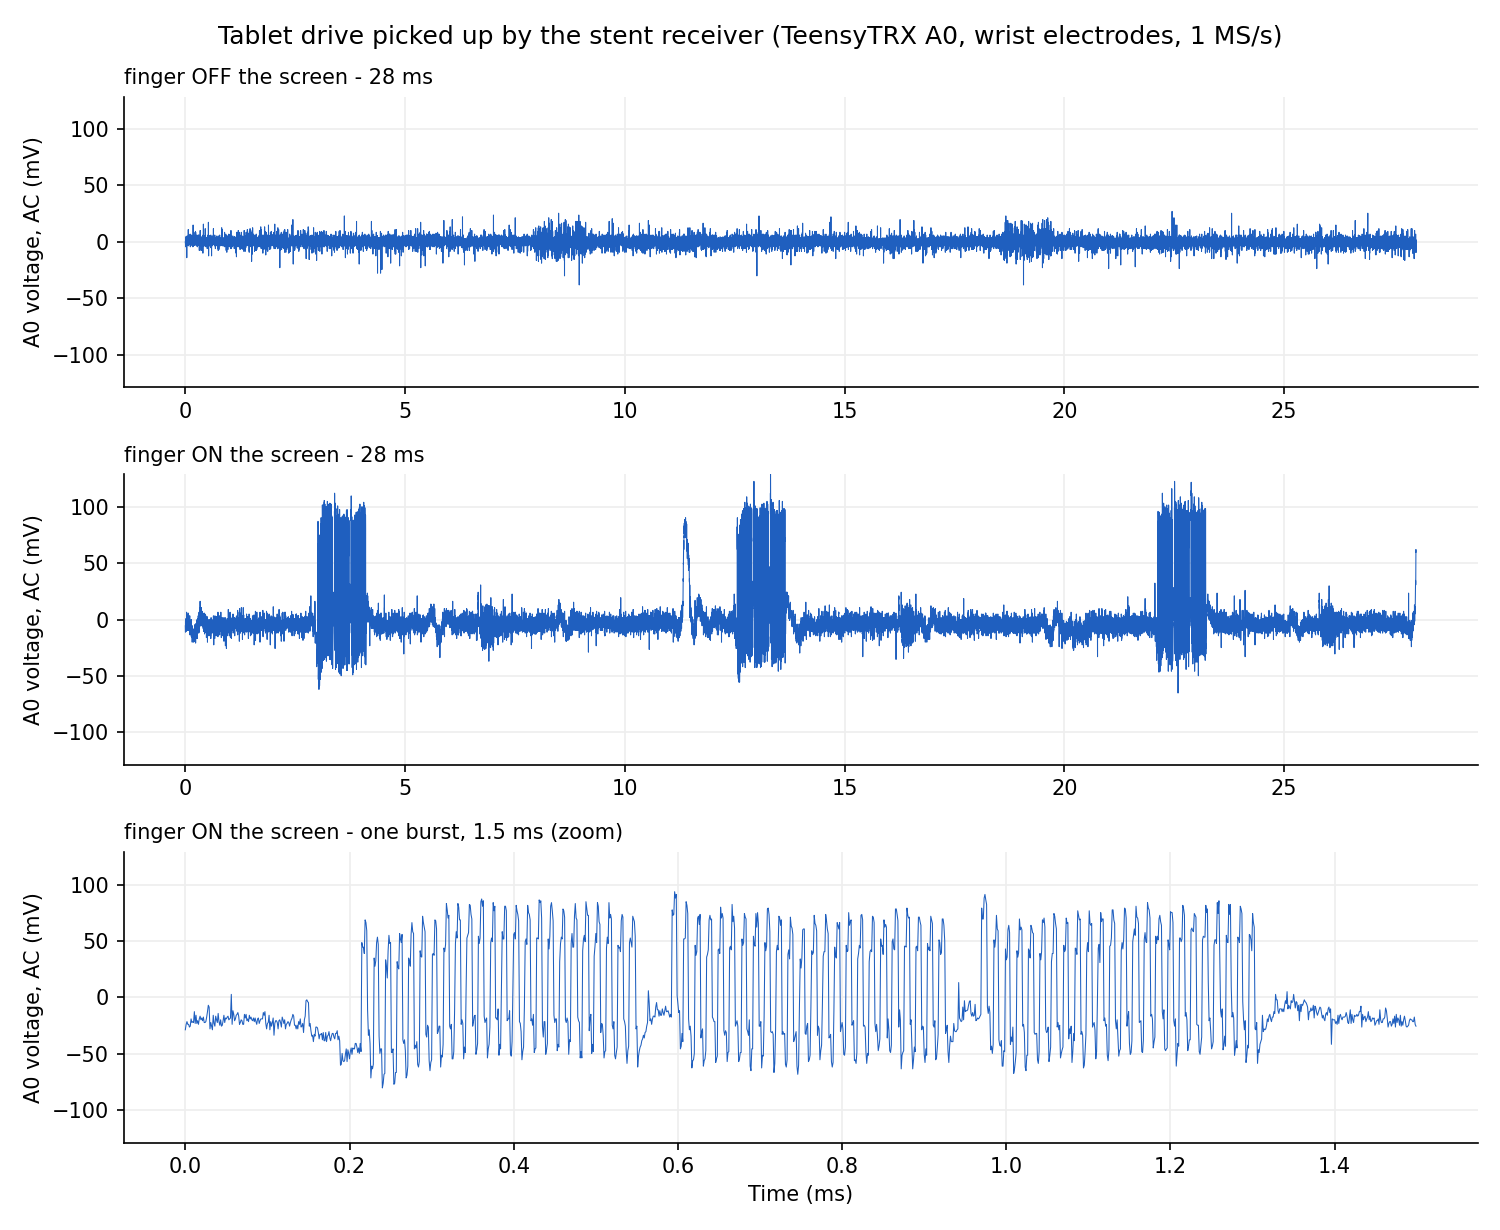 Tablet drive picked up by the stent receiver (TeensyTRX A0, wrist electrodes, 1 MS/s)
finger OFF the screen - 28 ms
A0 voltage, AC (mV)
100
50
0
−50
−100
0 5 10 15 20 25
finger ON the screen - 28 ms
A0 voltage, AC (mV)
100
50
0
−50
−100
0 5 10 15 20 25
finger ON the screen - one burst, 1.5 ms (zoom)
A0 voltage, AC (mV)
100
50
0
−50
−100
0.0 0.2 0.4 0.6 0.8 1.0 1.2 1.4
Time (ms)